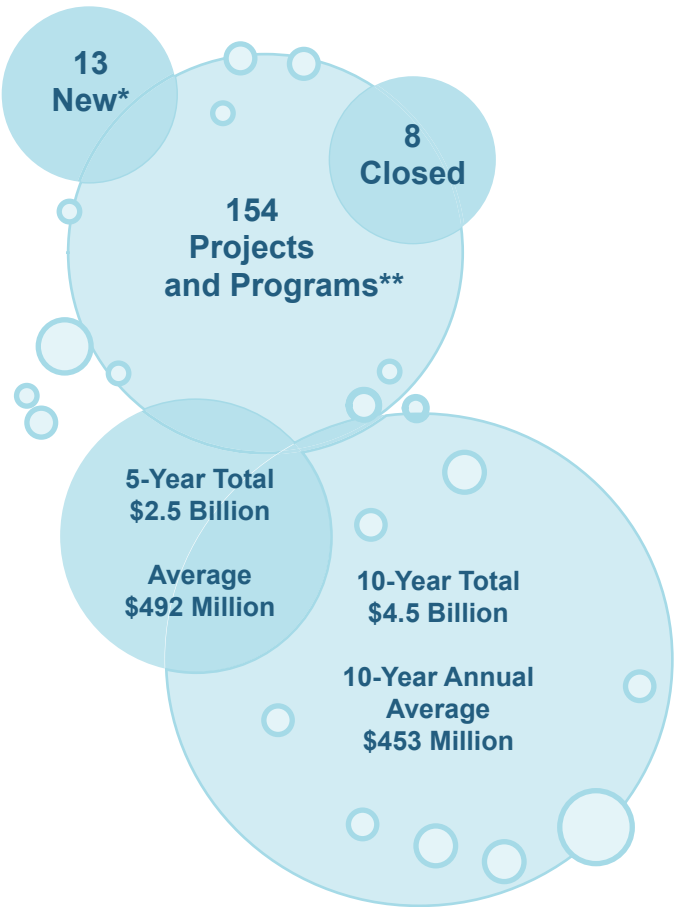 13
New*
8
Closed
154
Projects
and Programs**
5-Year Total
$2.5 Billion
Average
$492 Million
10-Year Total
$4.5 Billion
10-Year Annual
Average
$453 Million